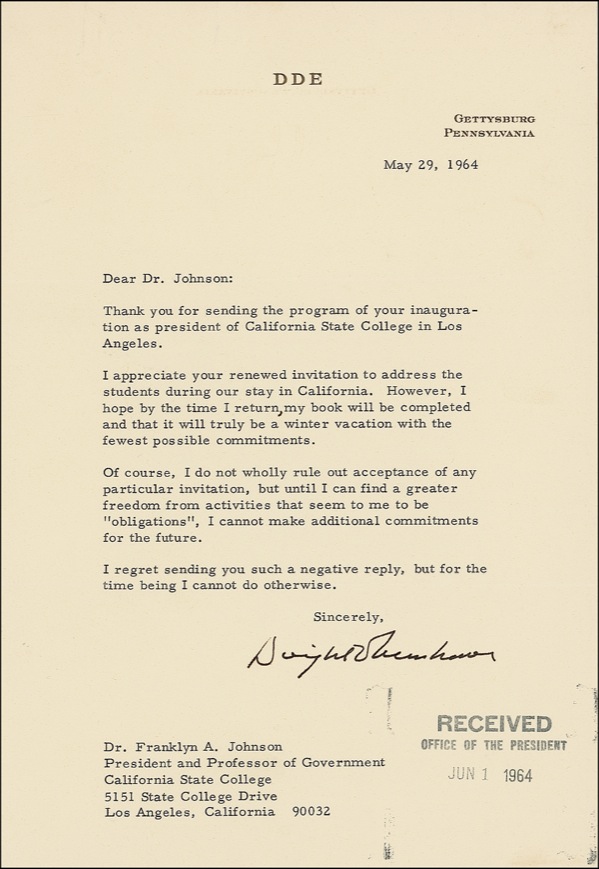 DDE
GETTYSBURG
PENNSYLVANIA
May 29, 1964
Dear Dr. Johnson:
Thank you for sending the program of your inaugura-
tion as president of California State College in Los
Angeles.
I appreciate your renewed invitation to address the
students during our stay in California. However, I
hope by the time I return, my book will be completed
and that it will truly be a winter vacation with the
fewest possible commitments.
Of course, I do not wholly rule out acceptance of any
particular invitation, but until I can find a greater
freedom from activities that seem to me to be
"obligations", I cannot make additional commitments
for the future.
I regret sending you such a negative reply, but for the
time being I cannot do otherwise.
Sincerely,
Dwight D Eisenhower
RECEIVED
OFFICE OF THE PRESIDENT
JUN 1 1964
Dr. Franklyn A. Johnson
President and Professor of Government
California State College
5151 State College Drive
Los Angeles, California 90032